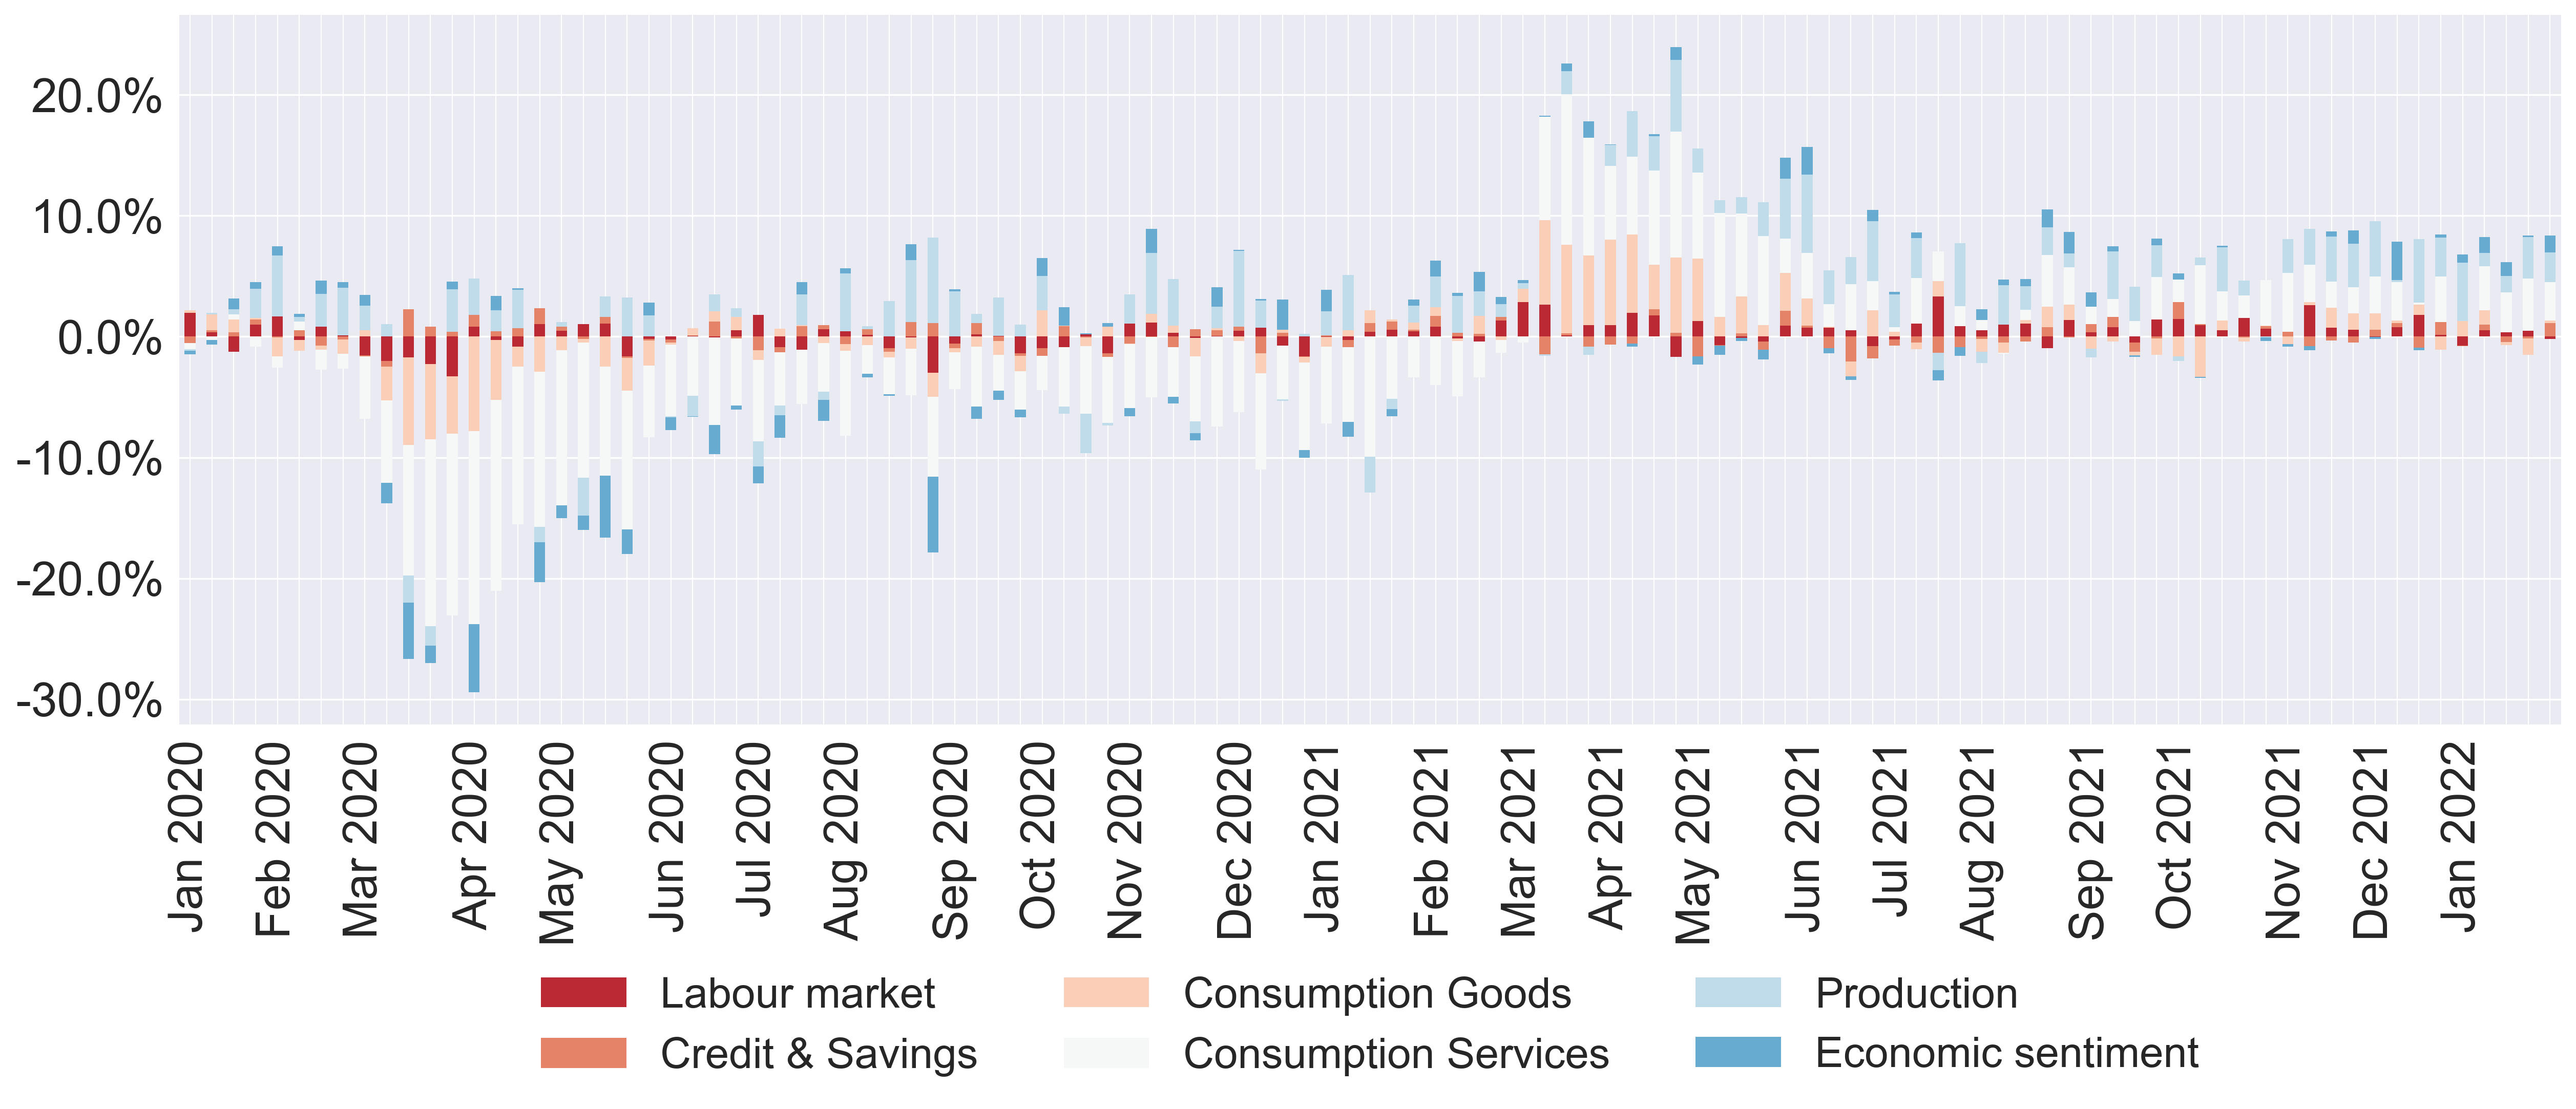 20.0%
10.0%
0.0%
-10.0%
-20.0%
-30.0%
Jan 2020
Feb 2020
Mar 2020
Apr 2020
May 2020
Jun 2020
Jul 2020
Aug 2020
Sep 2020
Oct 2020
Nov 2020
Dec 2020
Jan 2021
Feb 2021
Mar 2021
Apr 2021
May 2021
Jun 2021
Jul 2021
Aug 2021
Sep 2021
Oct 2021
Nov 2021
Dec 2021
Jan 2022
Labour market
Credit & Savings
Consumption Goods
Consumption Services
Production
Economic sentiment